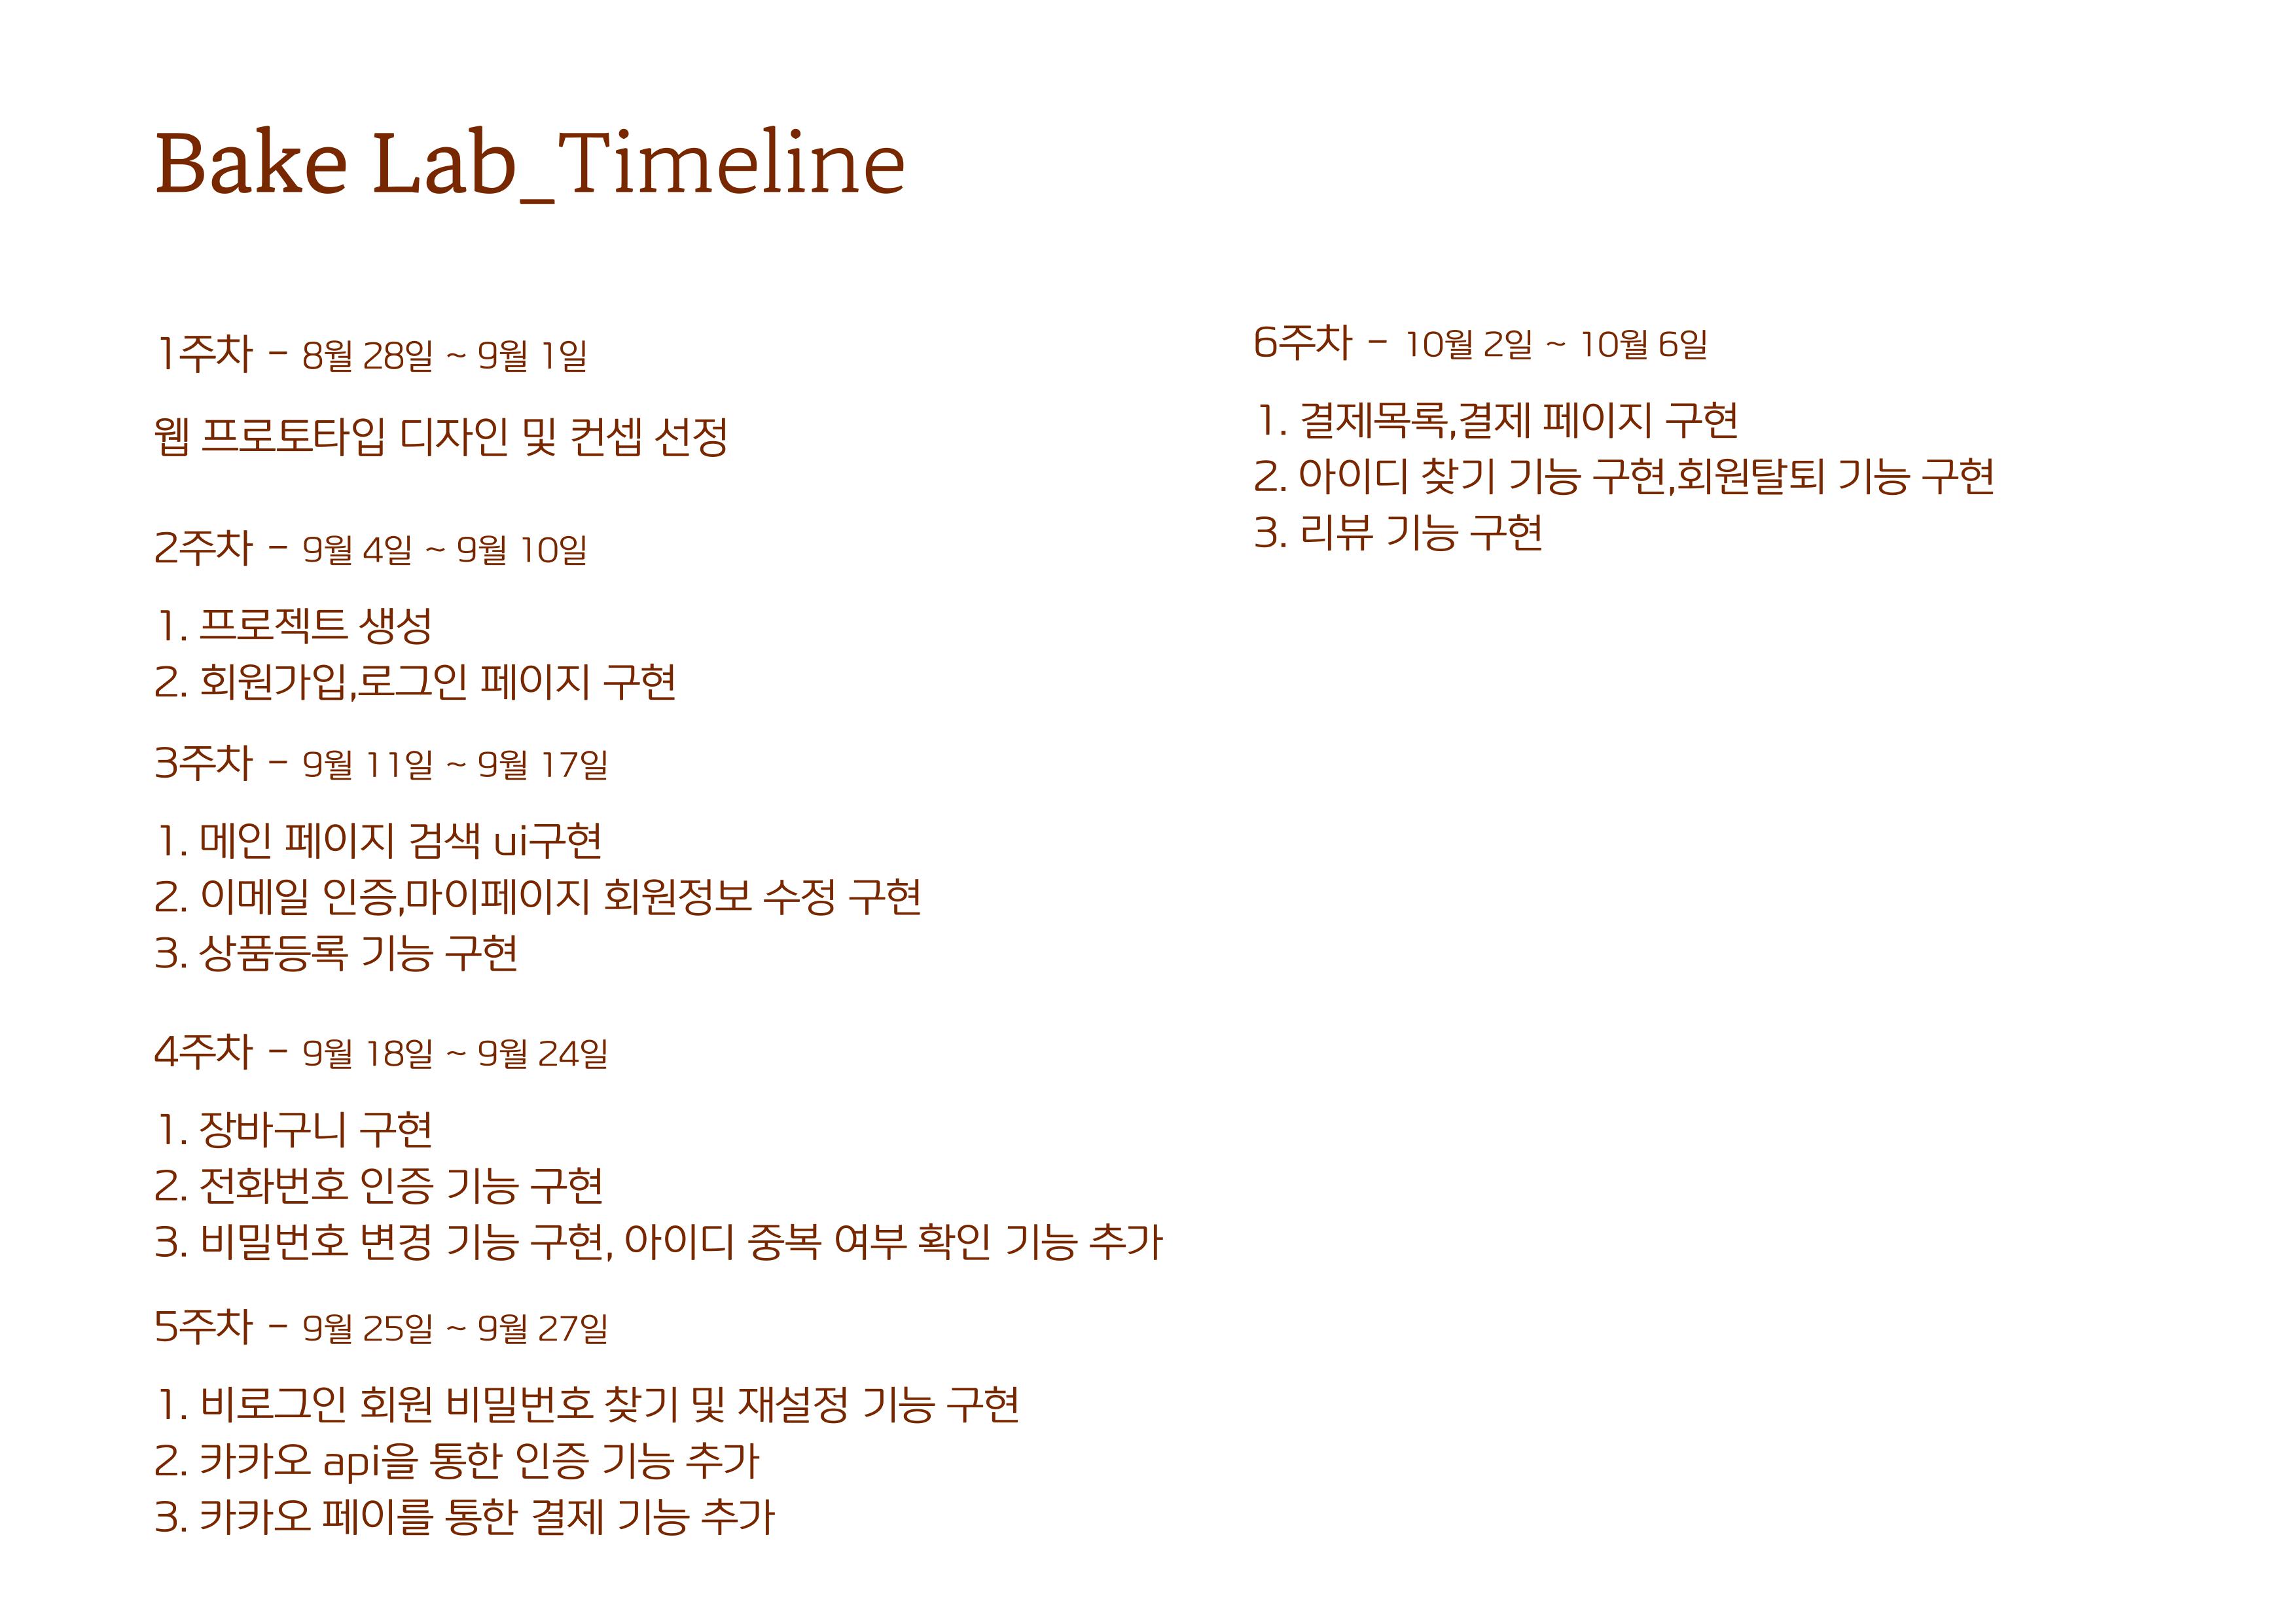 Bake Lab_Timeline
1주차 - 8월 28일 ~ 9월 1일
웹 프로토타입 디자인 및 컨셉 선정
2주차 - 9월 4일 ~ 9월 10일
1. 프로젝트 생성
2. 회원가입,로그인 페이지 구현
3주차 - 9월 11일 ~ 9월 17일
1. 메인 페이지 검색 ui구현
2. 이메일 인증,마이페이지 회원정보 수정 구현
3. 상품등록 기능 구현
4주차 - 9월 18일 ~ 9월 24일
1. 장바구니 구현
2. 전화번호 인증 기능 구현
3. 비밀번호 변경 기능 구현, 아이디 중복 여부 확인 기능 추가
5주차 - 9월 25일 ~ 9월 27일
1. 비로그인 회원 비밀번호 찾기 및 재설정 기능 구현
2. 카카오 api을 통한 인증 기능 추가
3. 카카오 페이를 통한 결제 기능 추가
6주차 - 10월 2일 ~ 10월 6일
1. 결제목록,결제 페이지 구현
2. 아이디 찾기 기능 구현,회원탈퇴 기능 구현
3. 리뷰 기능 구현